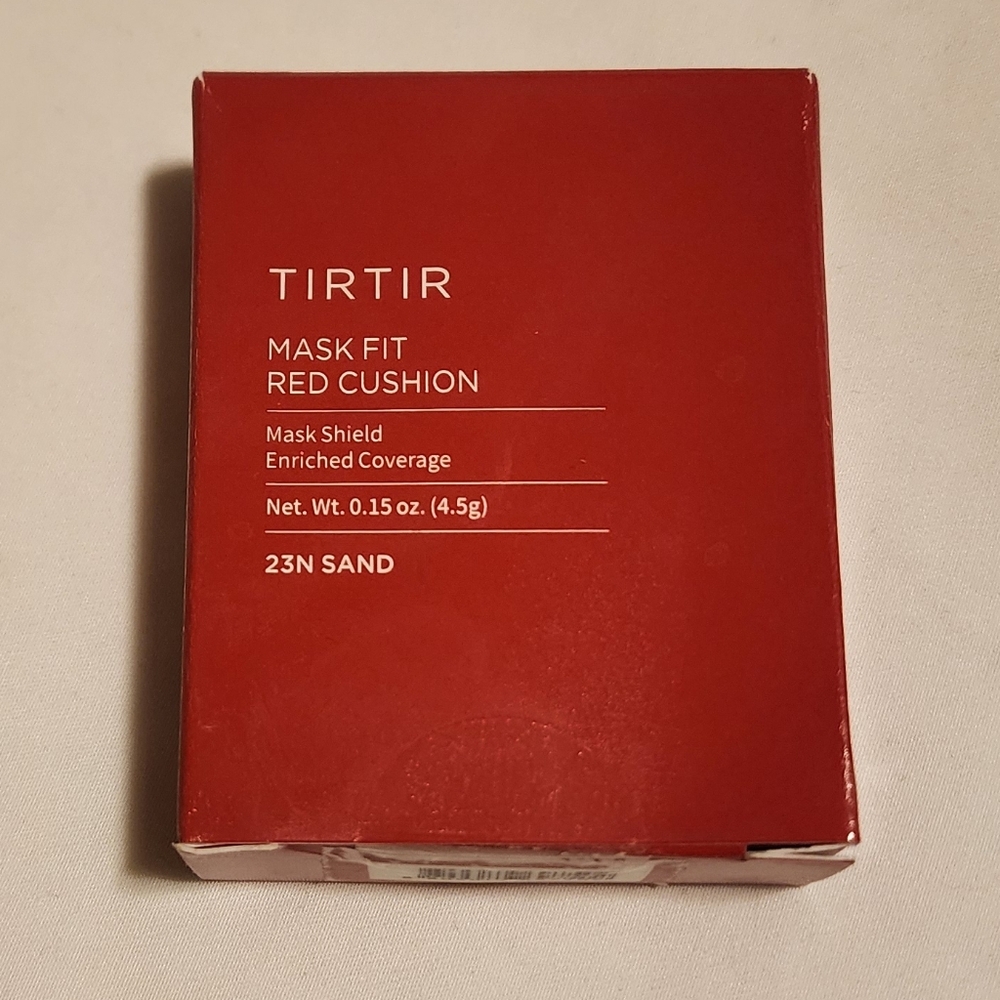 TIRTIR
MASK FIT
RED CUSHION
Mask Shield
Enriched Coverage
Net. Wt. 0.15 oz. (4.5g)
23N SAND